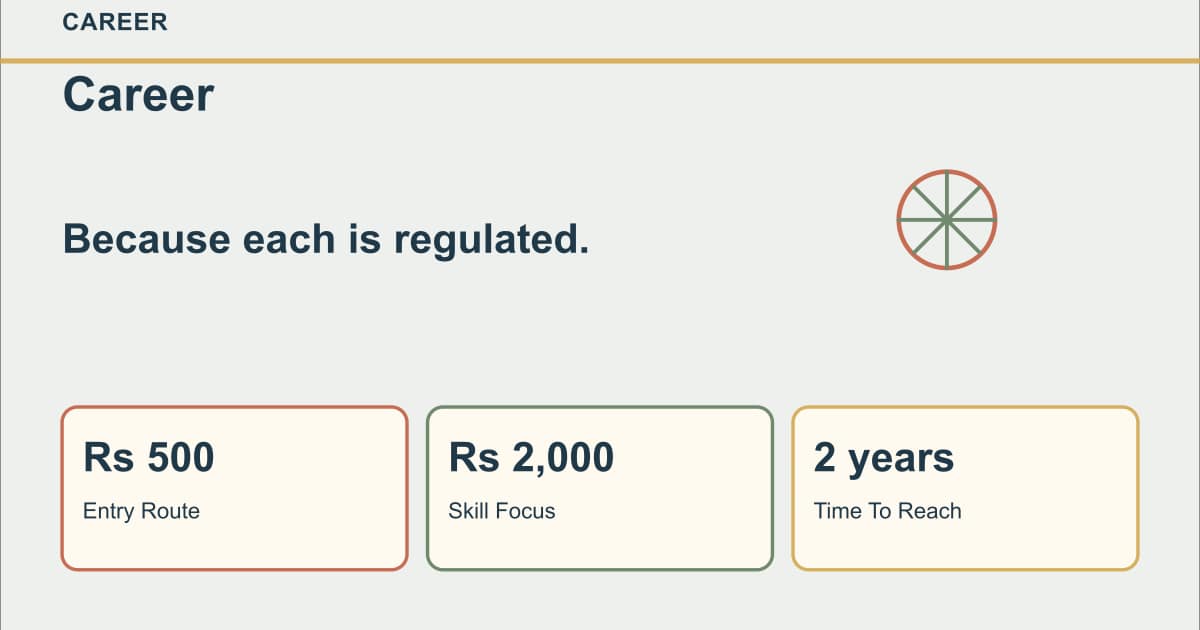 CAREER
Career
Because each is regulated.
Rs 500
Entry Route
Rs 2,000
Skill Focus
2 years
Time To Reach